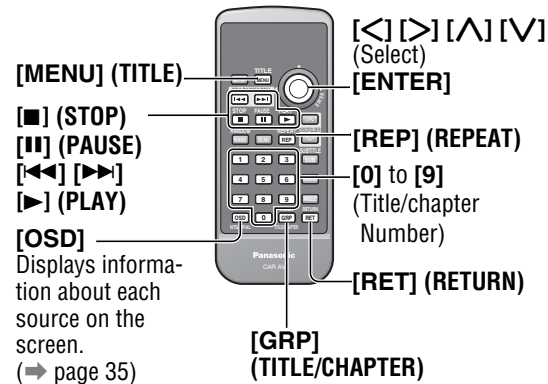 [MENU] (TITLE)
[■] (STOP)
[❚❚] (PAUSE)
[⏮] [⏭]
[►] (PLAY)
[OSD]
Displays informa-
tion about each
source on the
screen.
(➡ page 35)
TITLE
MENU
STOP PAUSE
REP
1 2 3
4 5 6
7 8 9
RETURN
OSD 0 GRP RET
Panasonic
CAR AV
[GRP]
(TITLE/CHAPTER)
[<] [>] [∧] [∨]
(Select)
[ENTER]
[REP] (REPEAT)
[0] to [9]
(Title/chapter
Number)
[RET] (RETURN)